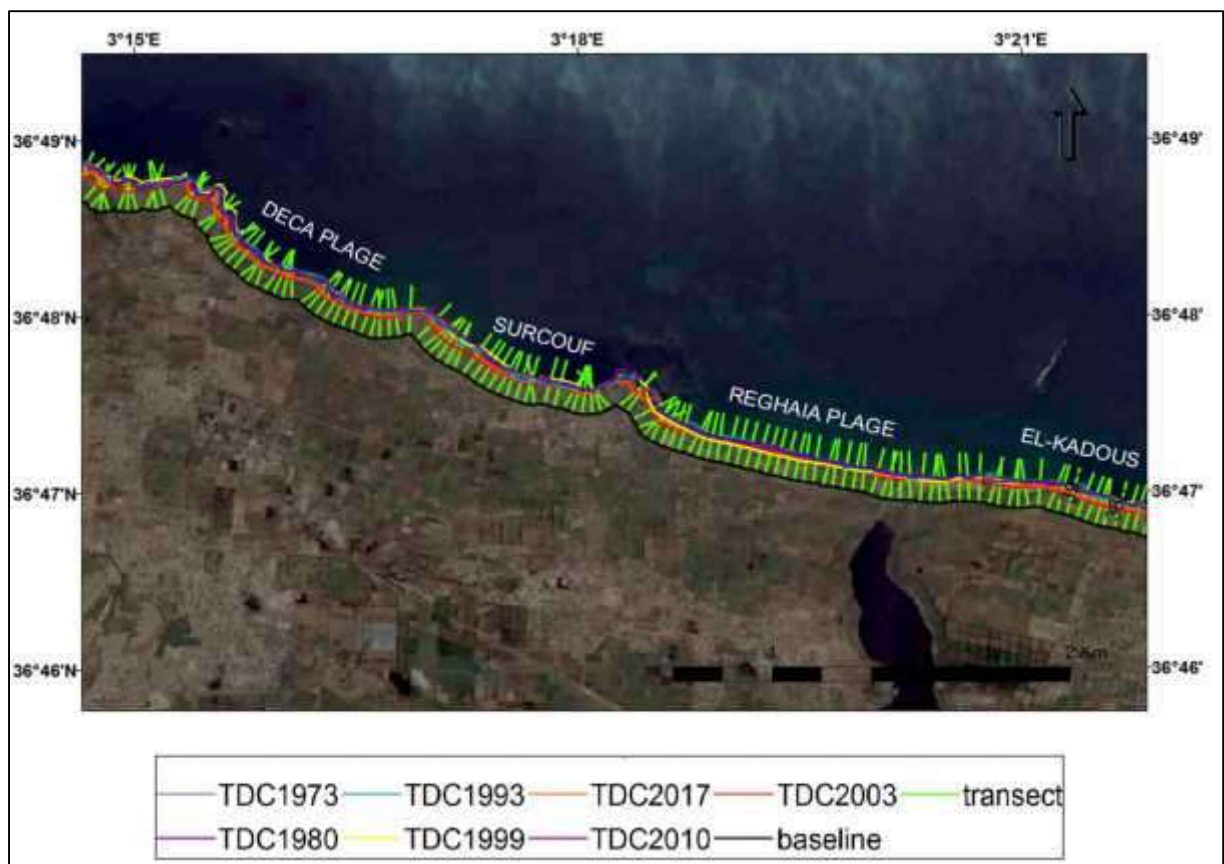 3°15'E 3°18'E 3°21'E
36°49'N 36°49'
DECA PLAGE
36°48'N 36°48'
SURCOUF
REGHAIA PLAGE
EL-KADOUS
36°47'N 36°47'
36°46'N 36°46'
TDC1973 TDC1993 TDC2017 TDC2003 transect
TDC1980 TDC1999 TDC2010 baseline